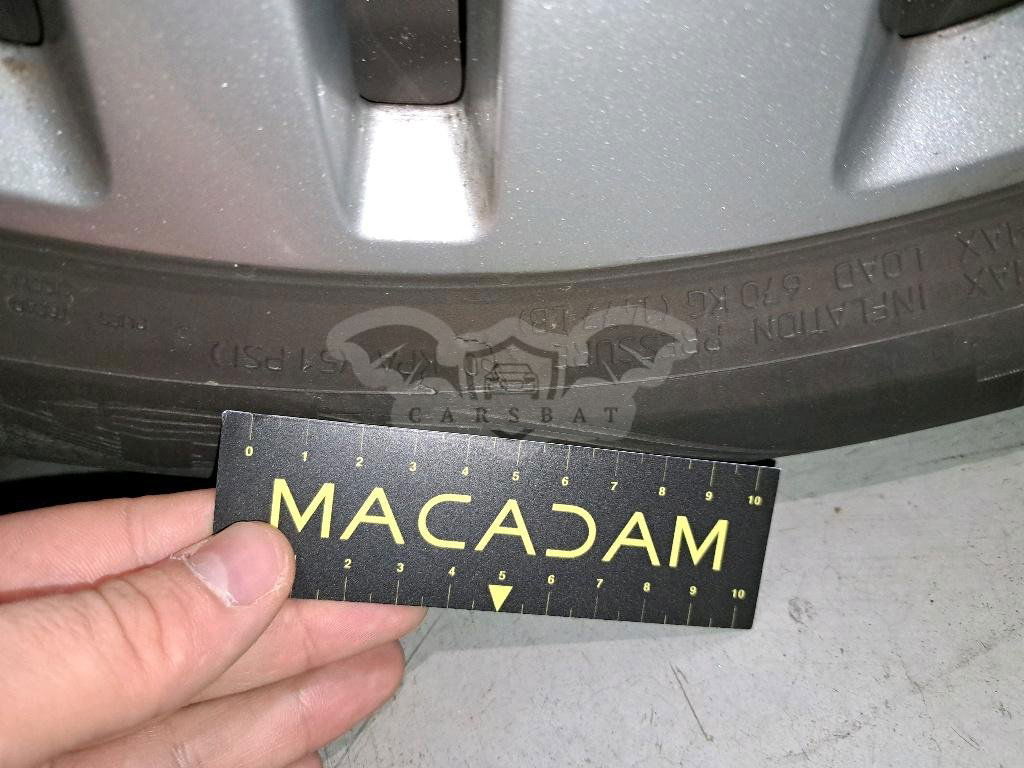 MAX LOAD 670 KG (1477 LB)
MAX INFLATION PRESSURE 350 KPA (51 PSI)
CARSBAT
0 1 2 3 4 5 6 7 8 9 10
MACADAM
2 3 4 5 6 7 8 9 10